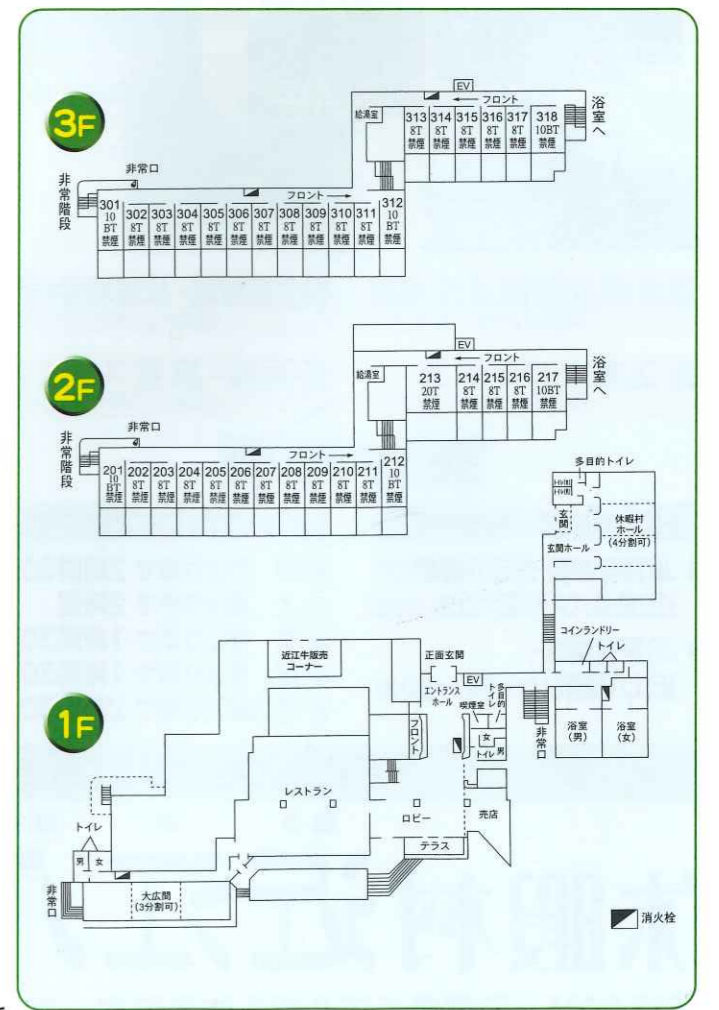 3F
EV
← フロント
給湯室
浴室へ
313 8T 禁煙
314 8T 禁煙
315 8T 禁煙
316 8T 禁煙
317 8T 禁煙
318 10BT 禁煙
非常口
非常階段
フロント →
301 10 BT 禁煙
302 8T 禁煙
303 8T 禁煙
304 8T 禁煙
305 8T 禁煙
306 8T 禁煙
307 8T 禁煙
308 8T 禁煙
309 8T 禁煙
310 8T 禁煙
311 8T 禁煙
312 10 BT 禁煙
2F
EV
← フロント
給湯室
浴室へ
213 20T 禁煙
214 8T 禁煙
215 8T 禁煙
216 8T 禁煙
217 10BT 禁煙
非常口
非常階段
フロント →
201 10 BT 禁煙
202 8T 禁煙
203 8T 禁煙
204 8T 禁煙
205 8T 禁煙
206 8T 禁煙
207 8T 禁煙
208 8T 禁煙
209 8T 禁煙
210 8T 禁煙
211 8T 禁煙
212 10 BT 禁煙
多目的トイレ
玄関
休暇村
ホール
(4分割可)
玄関ホール
1F
コインランドリー
トイレ
近江牛販売
コーナー
正面玄関
EV
エントランス
ホール
喫煙室
多目的
トイレ
フロント
女
トイレ
男
非常口
浴室
(男)
浴室
(女)
レストラン
ロビー
売店
テラス
トイレ
男
女
非常口
大広間
(3分割可)
消火栓